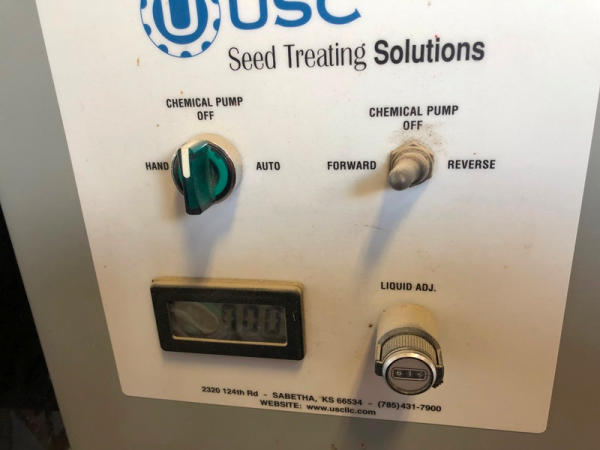 USC
Seed Treating Solutions
CHEMICAL PUMP
OFF
HAND
AUTO
CHEMICAL PUMP
OFF
FORWARD
REVERSE
LIQUID ADJ.
2320 124th Rd - SABETHA, KS 66534 - (785)431-7900
WEBSITE: www.uscllc.com